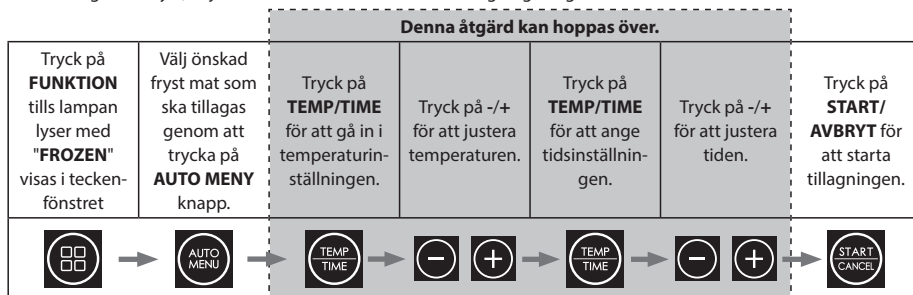 Denna åtgärd kan hoppas över.
Tryck på
FUNKTION
tills lampan
lyser med
"FROZEN"
visas i tecken-
fönstret
Välj önskad
fryst mat som
ska tillagas
genom att
trycka på
AUTO MENY
knapp.
Tryck på
TEMP/TIME
för att gå in i
temperaturin-
ställningen.
Tryck på -/+
för att justera
temperaturen.
Tryck på
TEMP/TIME
för att ange
tidsinställnin-
gen.
Tryck på -/+
för att justera
tiden.
Tryck på
START/
AVBRYT för
att starta
tillagningen.
AUTO
MENU
TEMP
TIME
- +
TEMP
TIME
- +
START
CANCEL